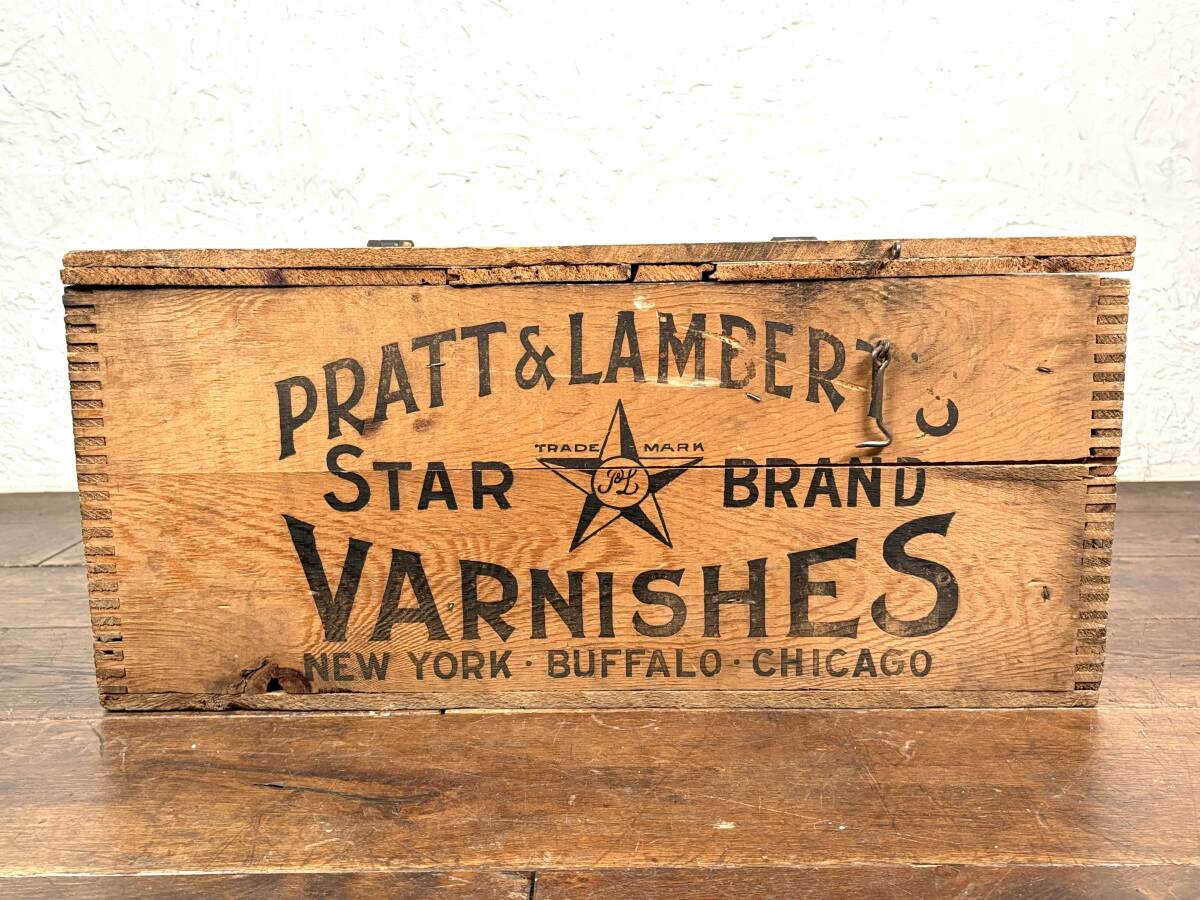 PRATT & LAMBERT'S
STAR BRAND
TRADE MARK
P&L
VARNISHES
NEW YORK · BUFFALO · CHICAGO